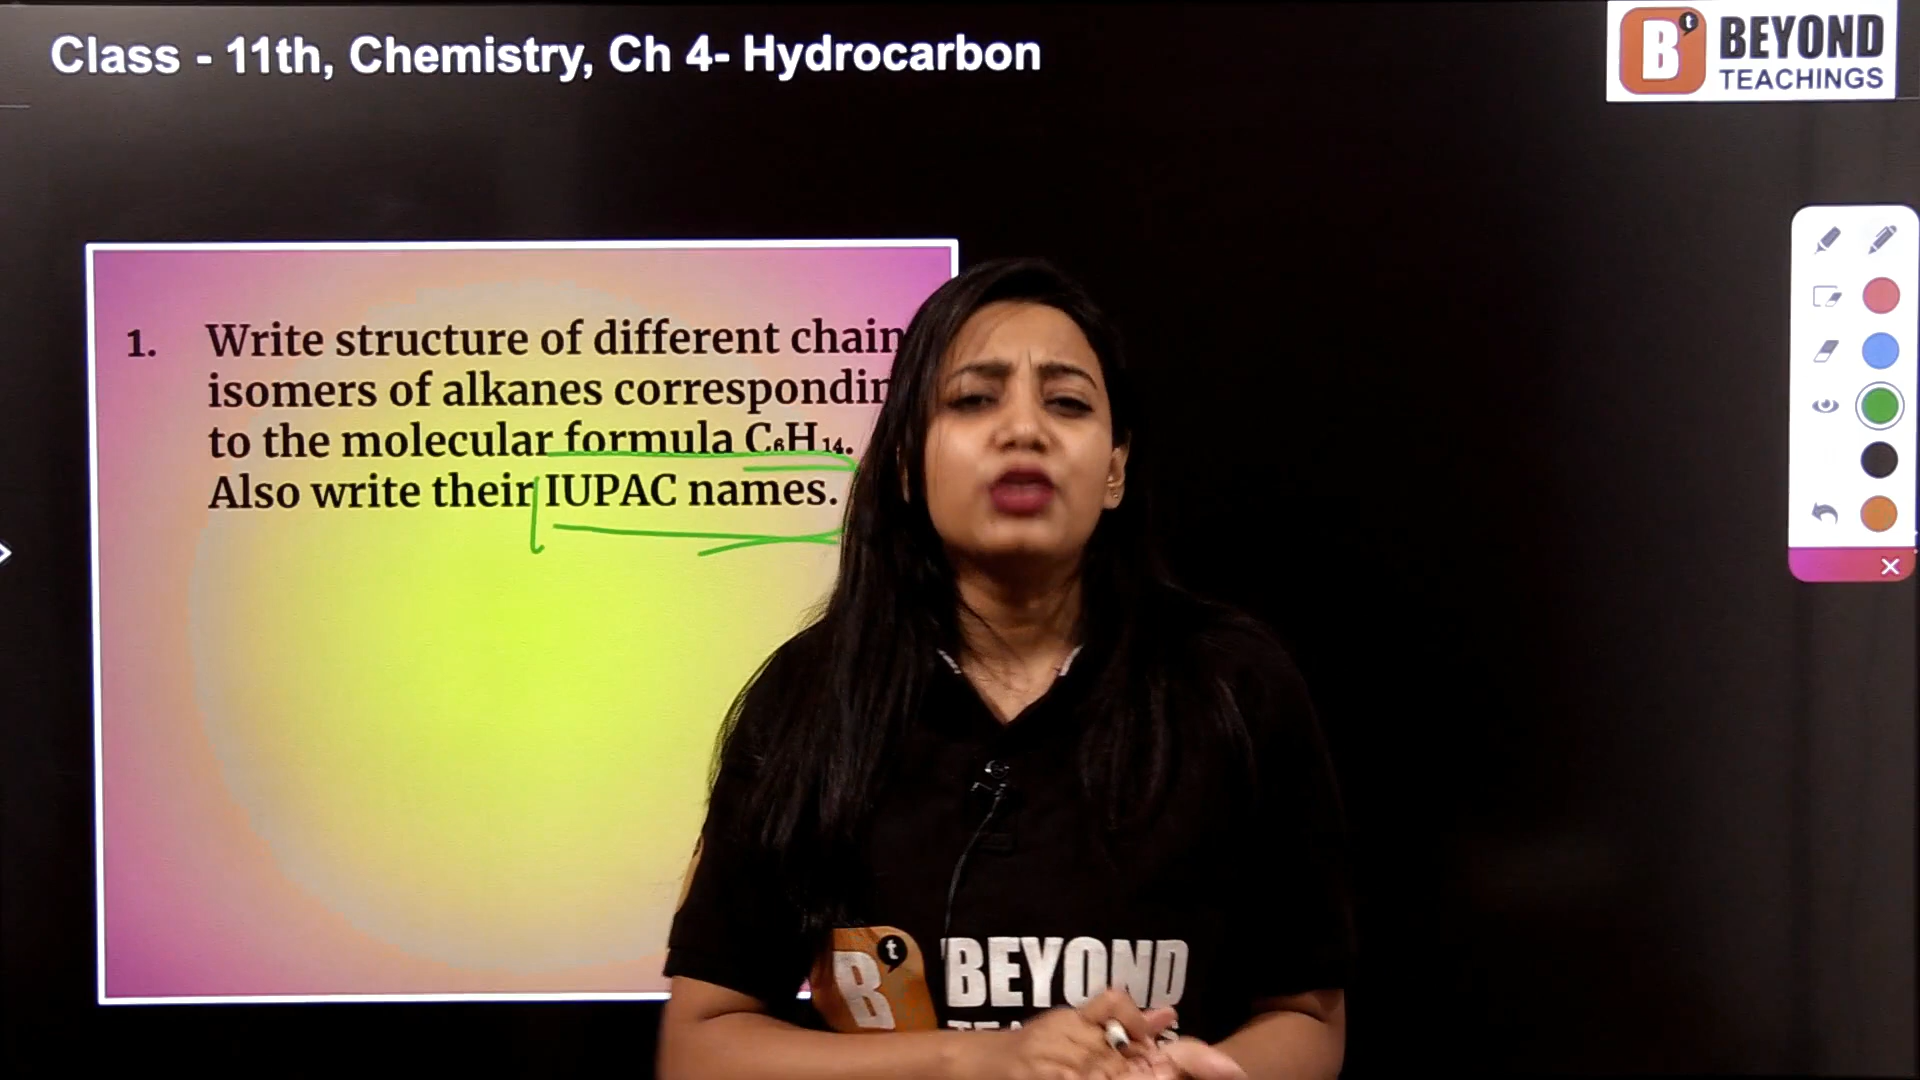 Class - 11th, Chemistry, Ch 4- Hydrocarbon
BEYOND
TEACHINGS
1. Write structure of different chain
isomers of alkanes
to the molecular formula C₆H₁₄.
Also write their IUPAC names.
BEYOND